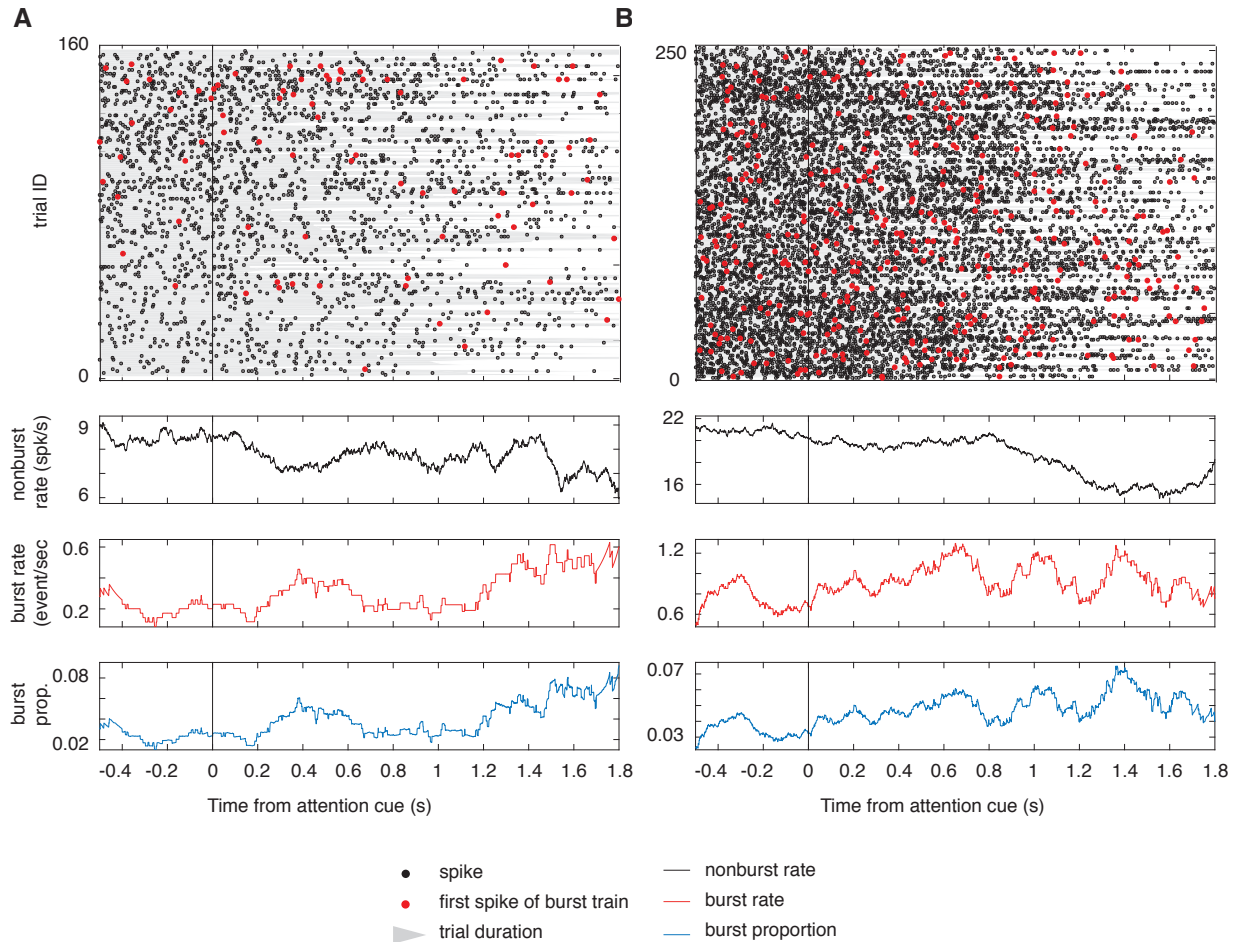 A
B
160
trial ID
0
250
0
9
nonburst
rate (spk/s)
6
22
16
0.6
burst rate
(event/sec
0.2
1.2
0.6
0.08
burst
prop.
0.02
0.07
0.03
-0.4 -0.2 0 0.2 0.4 0.6 0.8 1 1.2 1.4 1.6 1.8
-0.4 -0.2 0 0.2 0.4 0.6 0.8 1 1.2 1.4 1.6 1.8
Time from attention cue (s)
Time from attention cue (s)
spike
first spike of burst train
trial duration
nonburst rate
burst rate
burst proportion